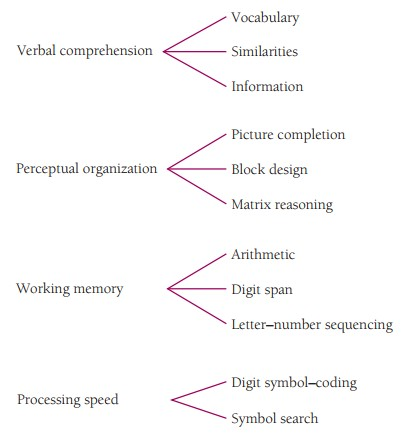 Vocabulary
Verbal comprehension
Similarities
Information
Picture completion
Perceptual organization
Block design
Matrix reasoning
Arithmetic
Working memory
Digit span
Letter–number sequencing
Digit symbol–coding
Processing speed
Symbol search